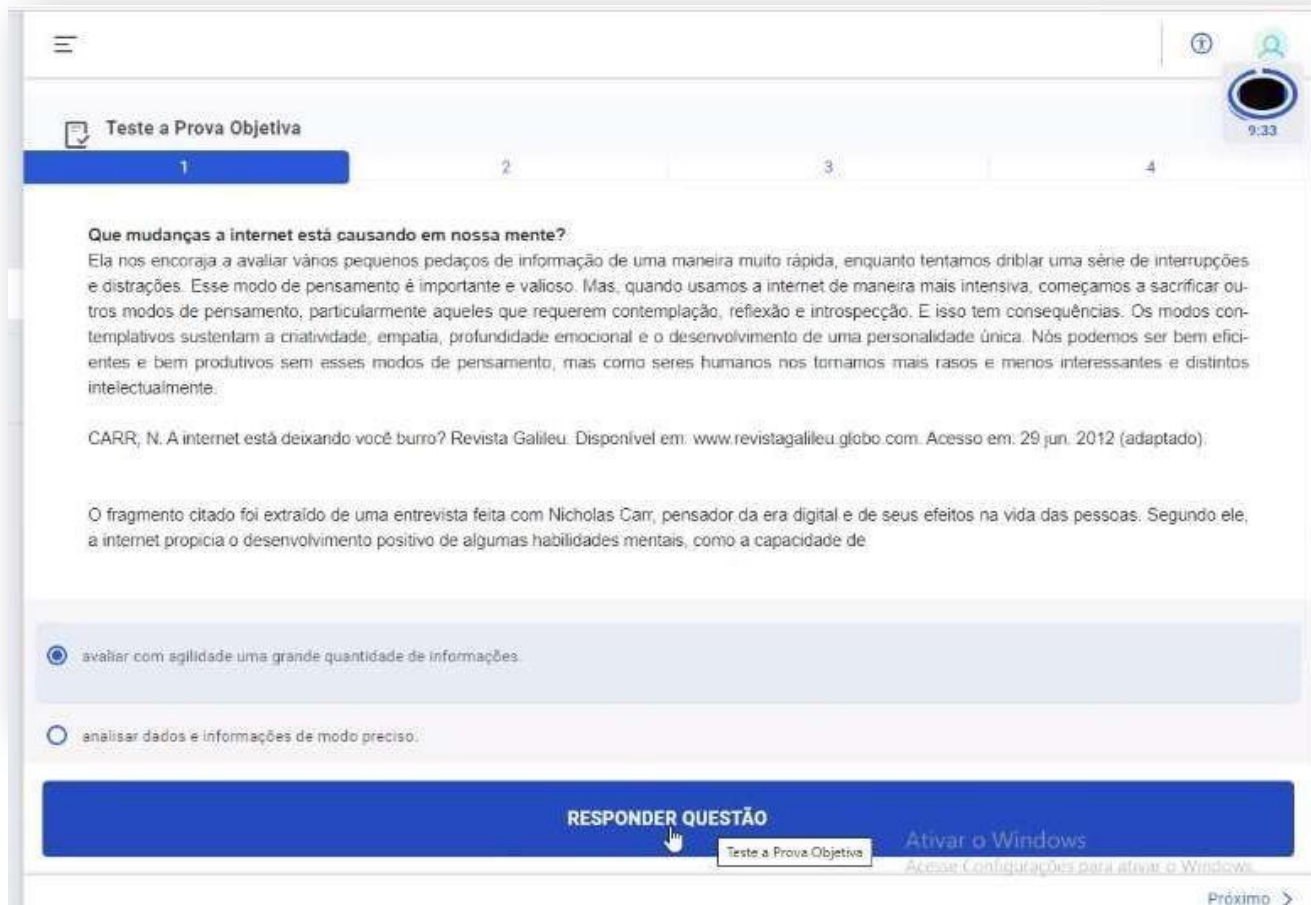 Teste a Prova Objetiva
9:33
1 2 3 4
Que mudanças a internet está causando em nossa mente?
Ela nos encoraja a avaliar vários pequenos pedaços de informação de uma maneira muito rápida, enquanto tentamos driblar uma série de interrupções
e distrações. Esse modo de pensamento é importante e valioso. Mas, quando usamos a internet de maneira mais intensiva, começamos a sacrificar ou-
tros modos de pensamento, particularmente aqueles que requerem contemplação, reflexão e introspecção. E isso tem consequências. Os modos con-
templativos sustentam a criatividade, empatia, profundidade emocional e o desenvolvimento de uma personalidade única. Nós podemos ser bem efici-
entes e bem produtivos sem esses modos de pensamento, mas como seres humanos nos tornamos mais rasos e menos interessantes e distintos
intelectualmente.
CARR, N. A internet está deixando você burro? Revista Galileu. Disponível em: www.revistagalileu.globo.com. Acesso em: 29 jun. 2012 (adaptado).
O fragmento citado foi extraído de uma entrevista feita com Nicholas Carr, pensador da era digital e de seus efeitos na vida das pessoas. Segundo ele,
a internet propicia o desenvolvimento positivo de algumas habilidades mentais, como a capacidade de
avaliar com agilidade uma grande quantidade de informações.
analisar dados e informações de modo preciso.
RESPONDER QUESTÃO
Teste a Prova Objetiva
Ativar o Windows
Acesse Configurações para ativar o Windows.
Próximo >